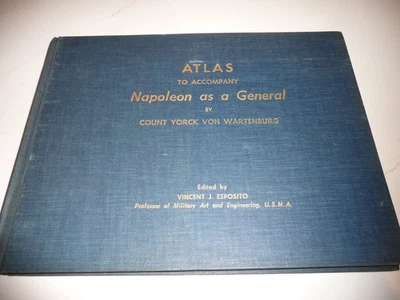 ATLAS
TO ACCOMPANY
Napoleon as a General
BY
COUNT YORCK VON WARTENBURG
Edited by
VINCENT J. ESPOSITO
Professor of Military Art and Engineering, U.S.M.A.